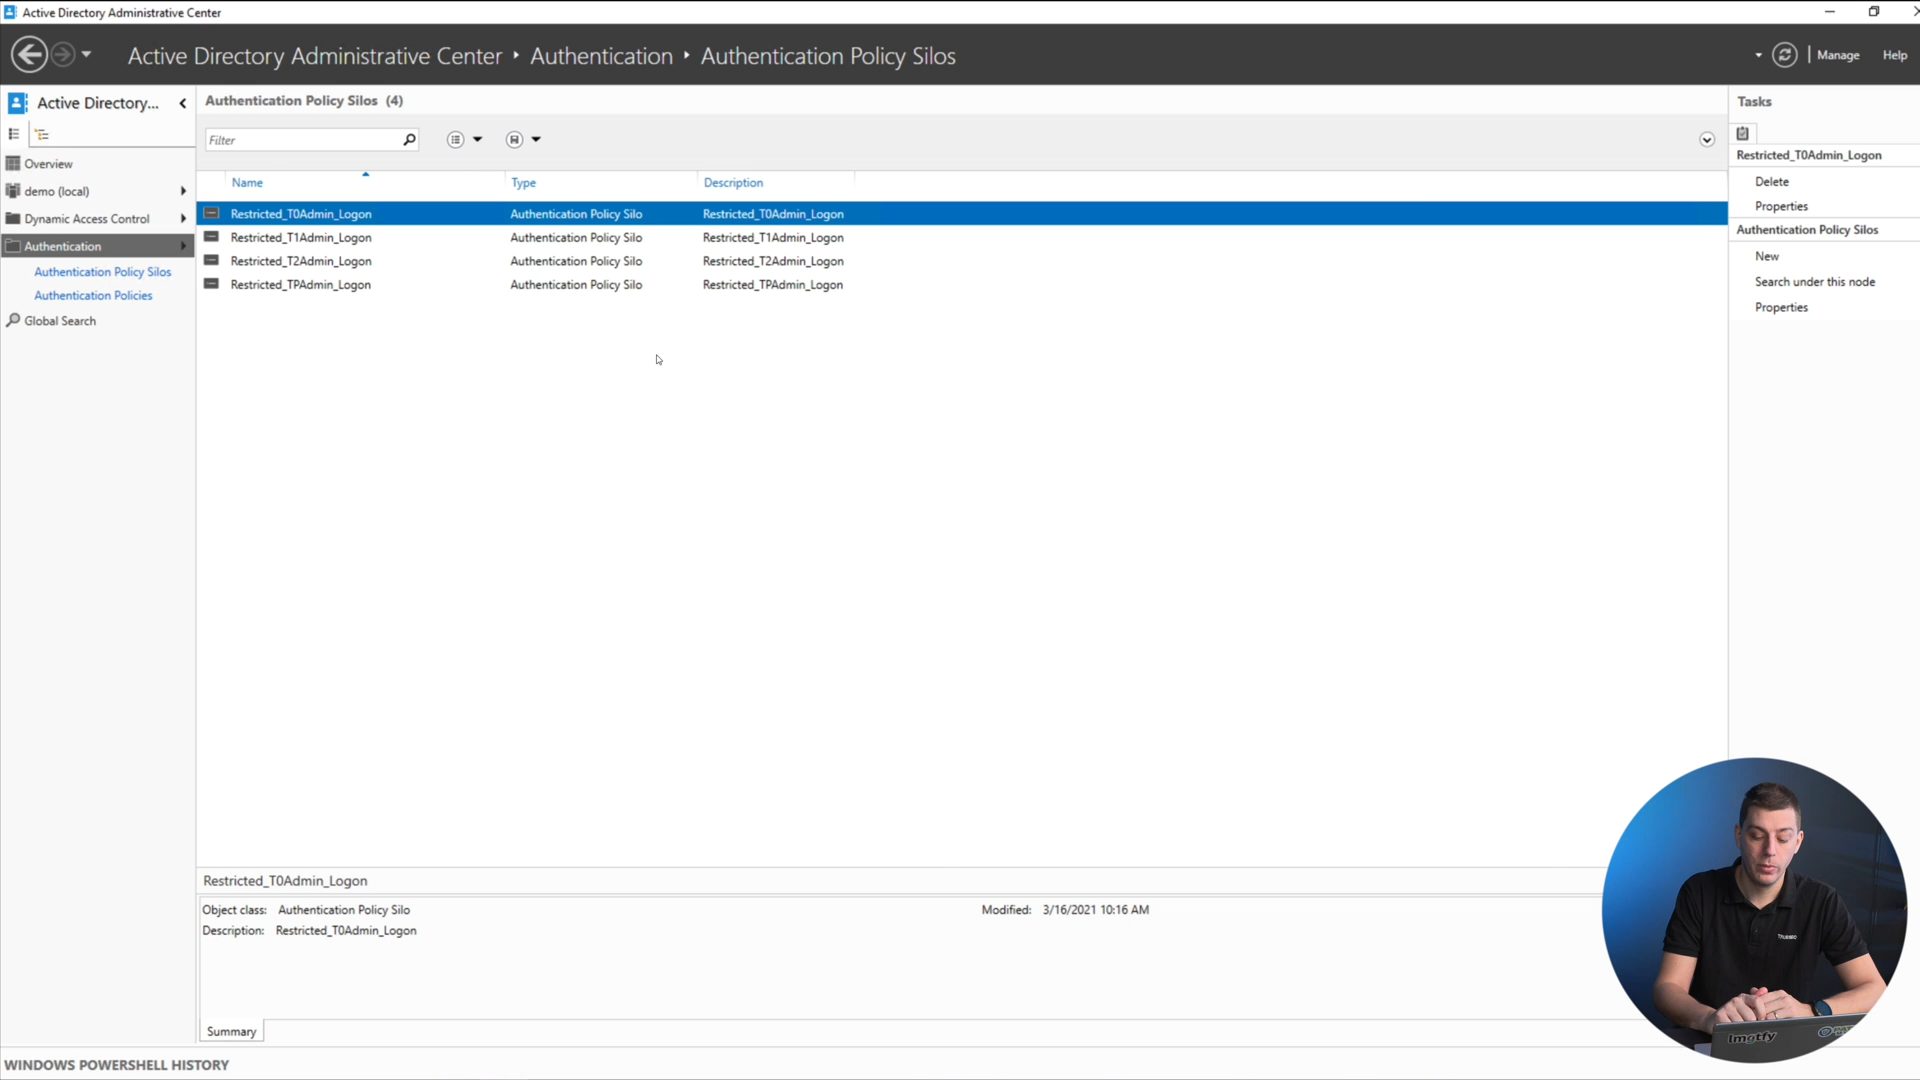 Active Directory Administrative Center
Active Directory Administrative Center • Authentication • Authentication Policy Silos
Manage
Help
Active Directory...
Overview
demo (local)
Dynamic Access Control
Authentication
Authentication Policy Silos
Authentication Policies
Global Search
Authentication Policy Silos (4)
Filter
Name Type Description
Restricted_T0Admin_Logon Authentication Policy Silo Restricted_T0Admin_Logon
Restricted_T1Admin_Logon Authentication Policy Silo Restricted_T1Admin_Logon
Restricted_T2Admin_Logon Authentication Policy Silo Restricted_T2Admin_Logon
Restricted_TPAdmin_Logon Authentication Policy Silo Restricted_TPAdmin_Logon
Tasks
Restricted_T0Admin_Logon
Delete
Properties
Authentication Policy Silos
New
Search under this node
Properties
Restricted_T0Admin_Logon
Object class: Authentication Policy Silo Modified: 3/16/2021 10:16 AM
Description: Restricted_T0Admin_Logon
Summary
WINDOWS POWERSHELL HISTORY
lmgtfy